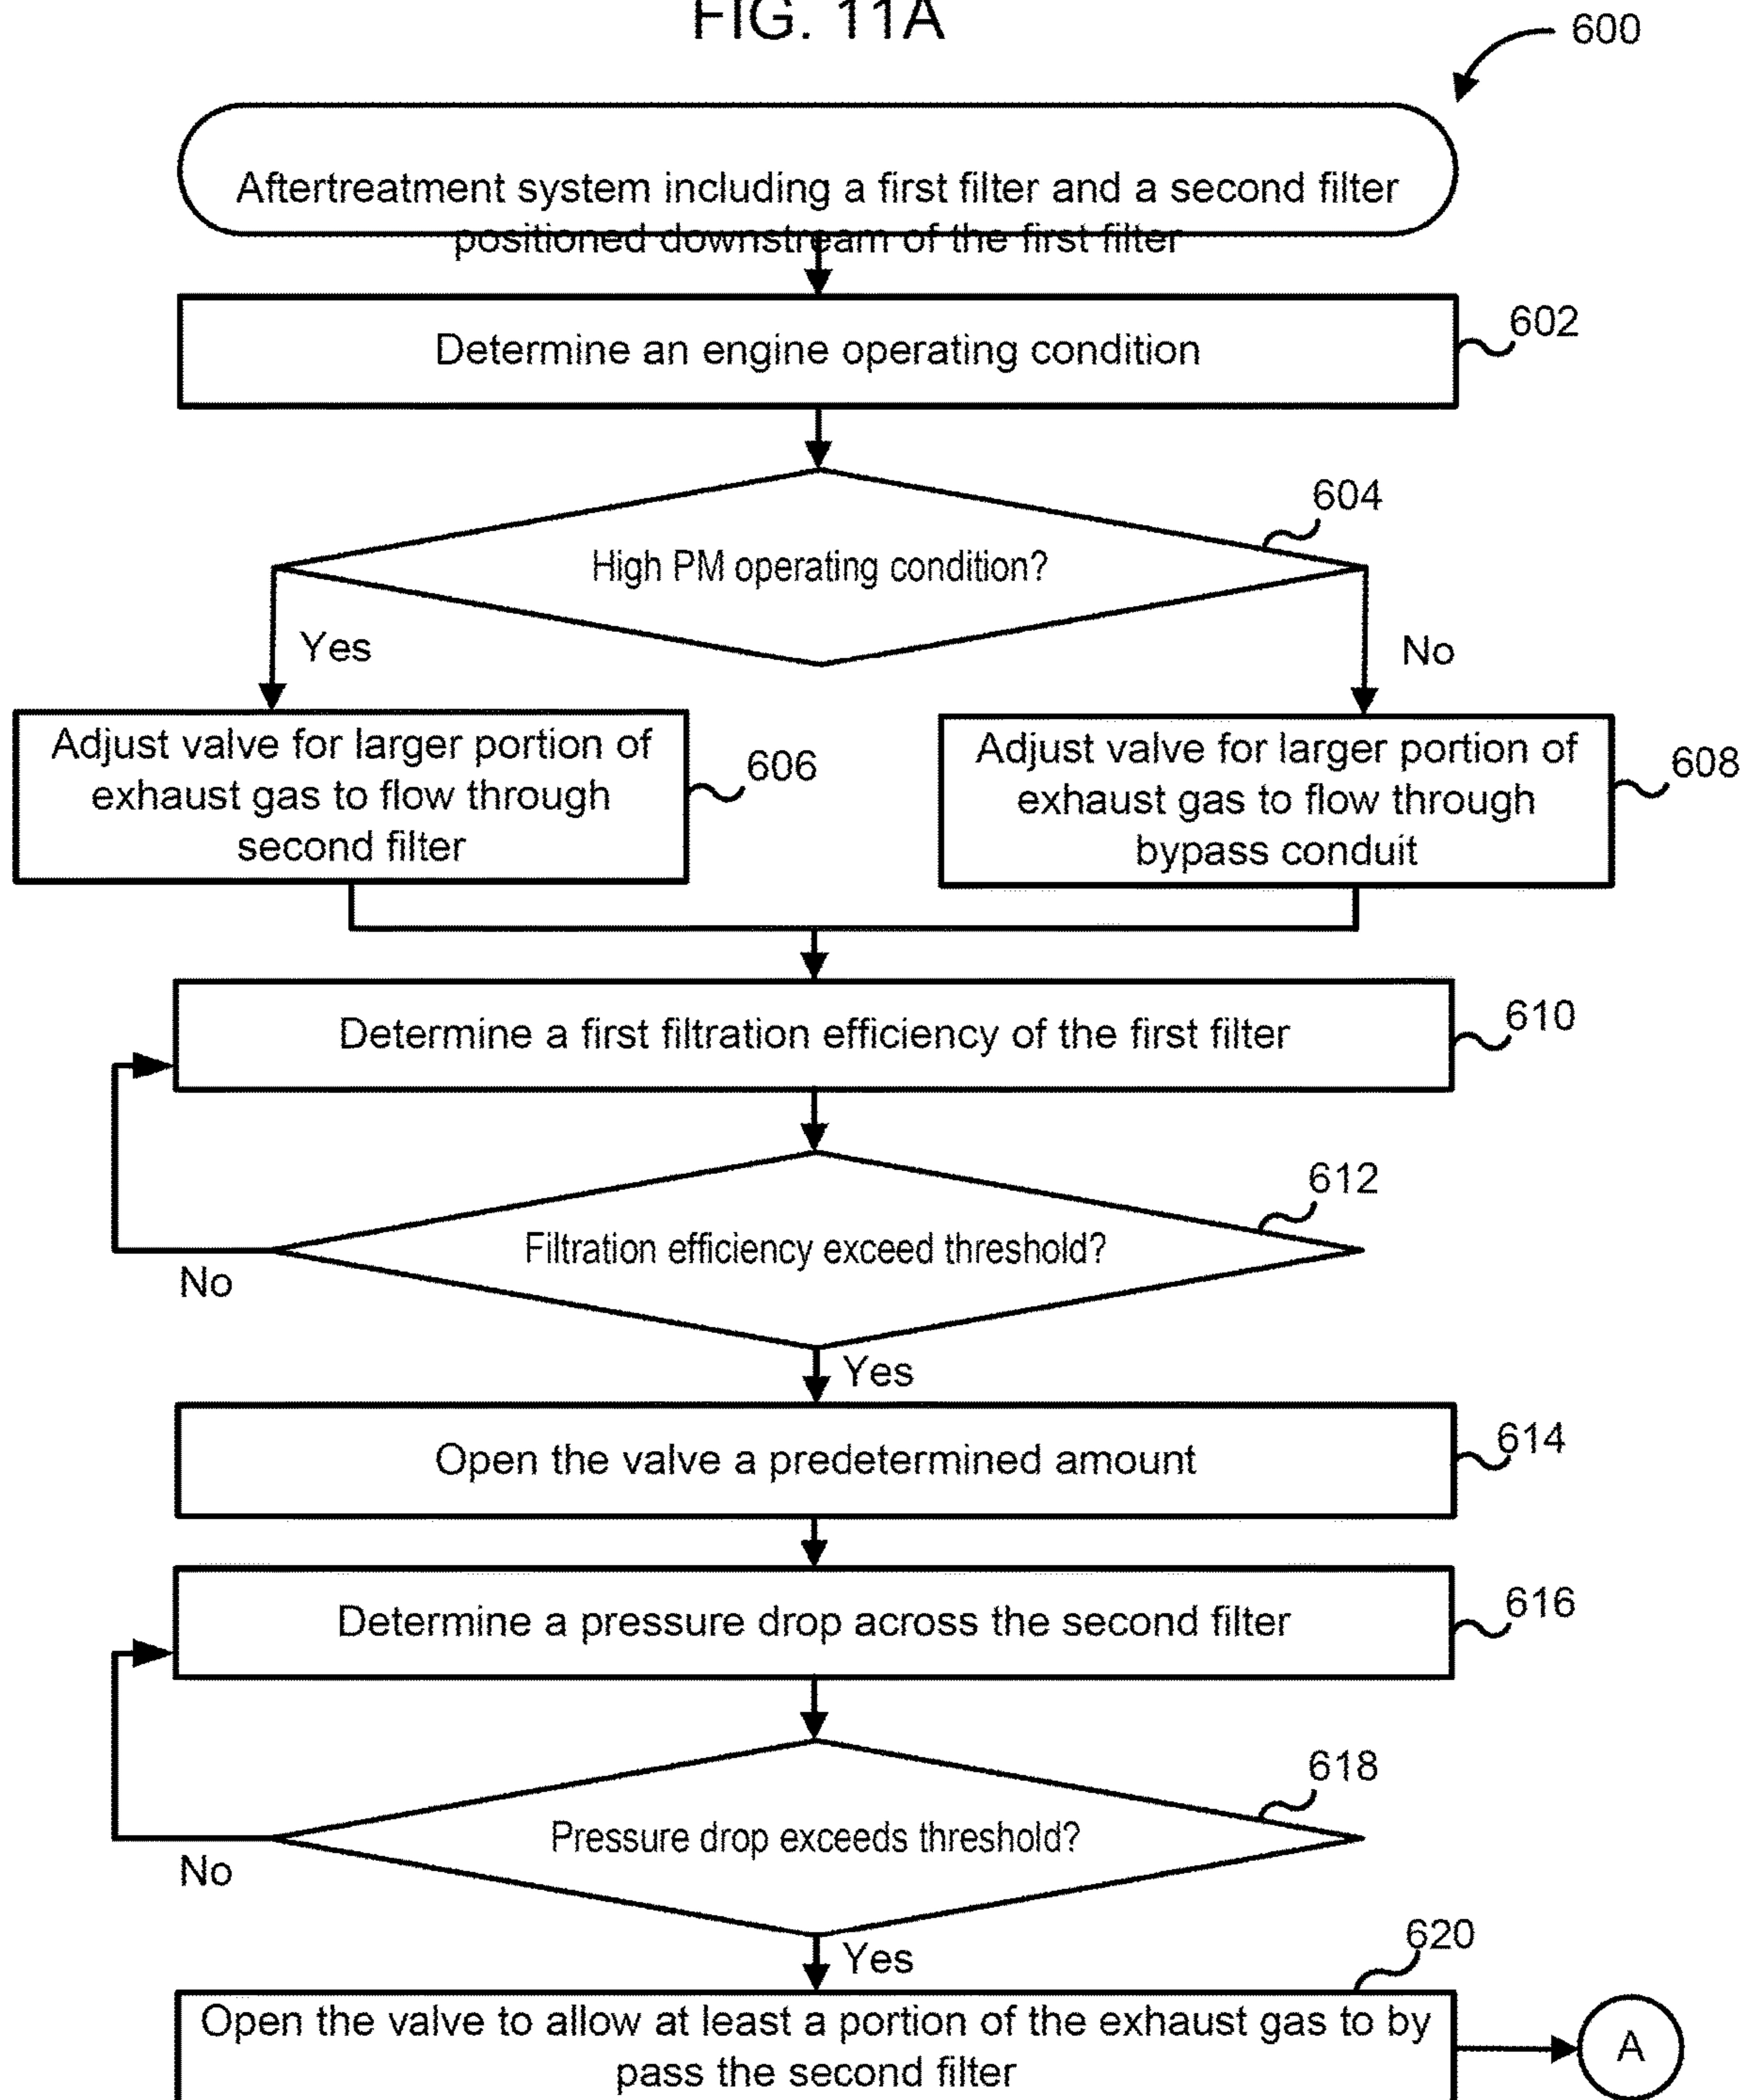 FIG. 11A
600
Aftertreatment system including a first filter and a second filter
positioned downstream of the first filter
Determine an engine operating condition
602
604
High PM operating condition?
Yes
No
Adjust valve for larger portion of
exhaust gas to flow through
second filter
606
Adjust valve for larger portion of
exhaust gas to flow through
bypass conduit
608
Determine a first filtration efficiency of the first filter
610
612
Filtration efficiency exceed threshold?
No
Yes
Open the valve a predetermined amount
614
Determine a pressure drop across the second filter
616
618
Pressure drop exceeds threshold?
No
Yes
620
Open the valve to allow at least a portion of the exhaust gas to by
pass the second filter
A